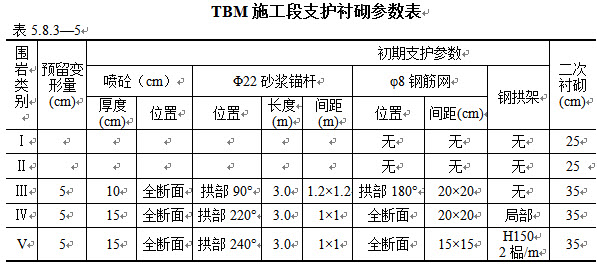 TBM 施工段支护衬砌参数表
表 5.8.3—5
围岩类别 预留变形量(cm) 初期支护参数 二次衬砌(cm)
喷砼（cm） Φ22 砂浆锚杆 φ8 钢筋网 钢拱架
厚度(cm) 位置 位置 长度(m) 间距(m) 位置 间距(cm)
I 无 无 无 25
II 无 无 无 25
III 5 10 全断面 拱部 90° 3.0 1.2×1.2 拱部 180° 20×20 无 35
IV 5 15 全断面 拱部 220° 3.0 1×1 全断面 20×20 局部 35
V 5 15 全断面 拱部 240° 3.0 1×1 全断面 15×15 H150 2 榀/m 35